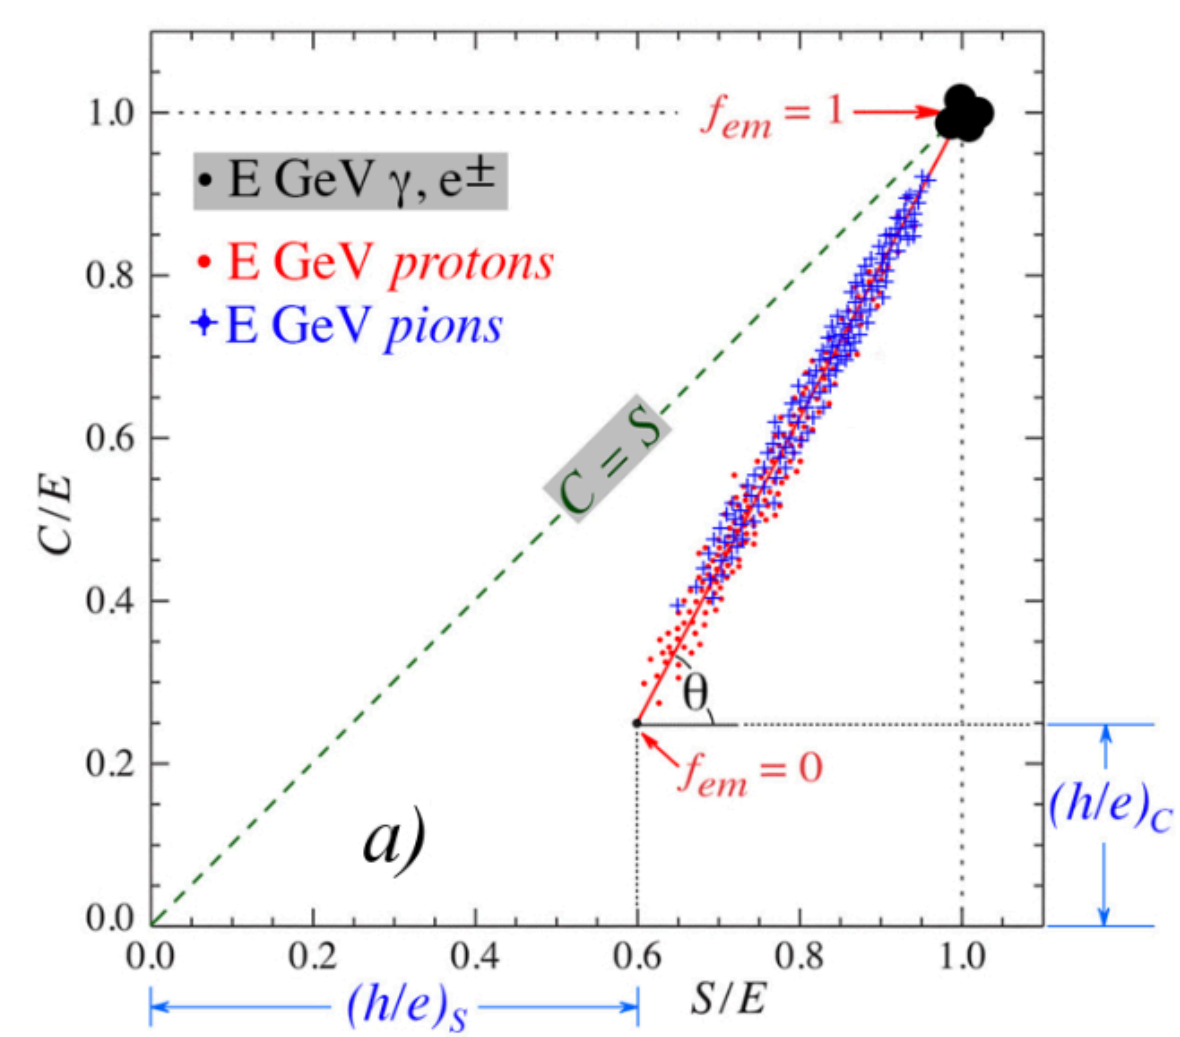 1.0
f_em = 1
• E GeV γ, e±
• E GeV protons
E GeV pions
0.8
0.6
C = S
C/E
0.4
θ
0.2
f_em = 0
(h/e)_C
a)
0.0
0.0 0.2 0.4 0.6 0.8 1.0
(h/e)_S
S/E